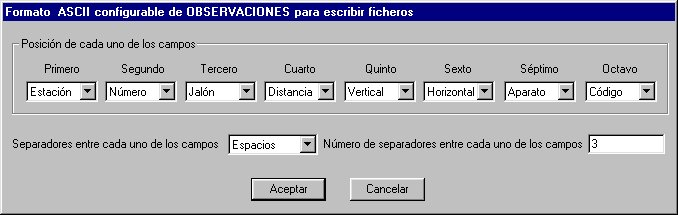 Formato ASCII configurable de OBSERVACIONES para escribir ficheros
Posición de cada uno de los campos
Primero Segundo Tercero Cuarto Quinto Sexto Séptimo Octavo
Estación Número Jalón Distancia Vertical Horizontal Aparato Código
Separadores entre cada uno de los campos Espacios Número de separadores entre cada uno de los campos 3
Aceptar Cancelar